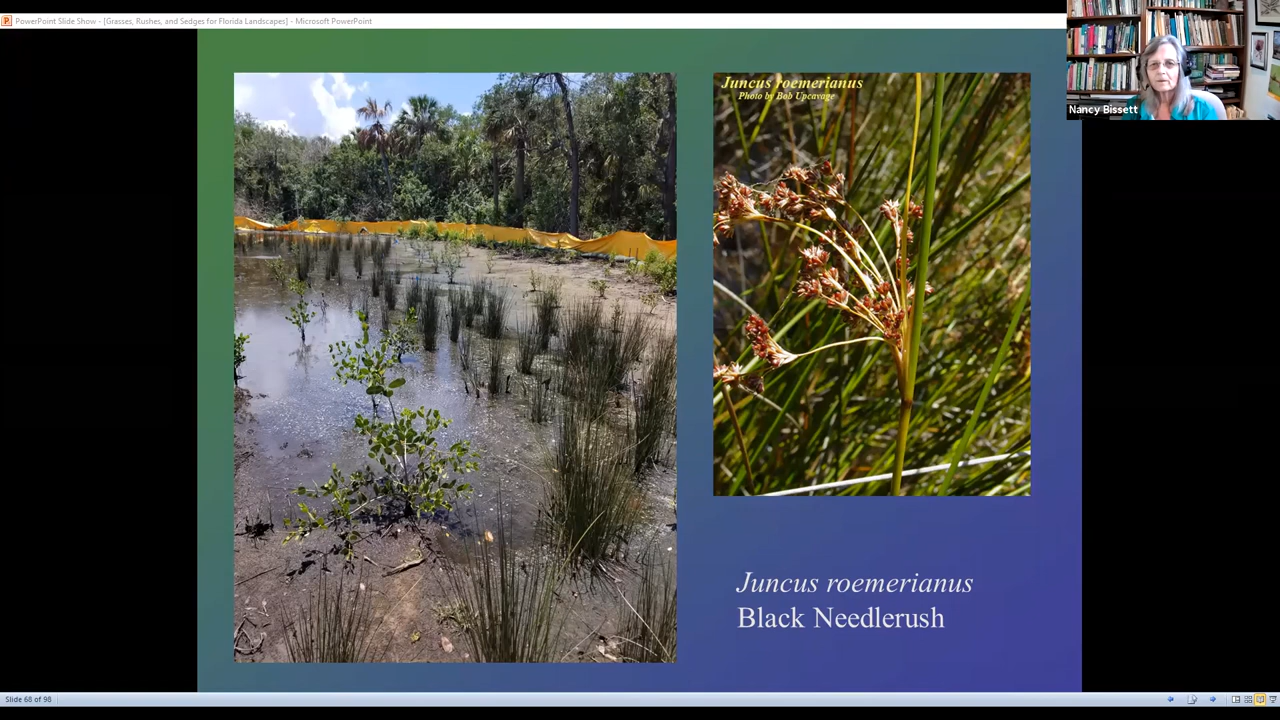 PowerPoint Slide Show - [Grasses, Rushes, and Sedges for Florida Landscapes] - Microsoft PowerPoint
Nancy Bissett
Juncus roemerianus
Photo by Bob Upcavage
Juncus roemerianus
Black Needlerush
Slide 68 of 98